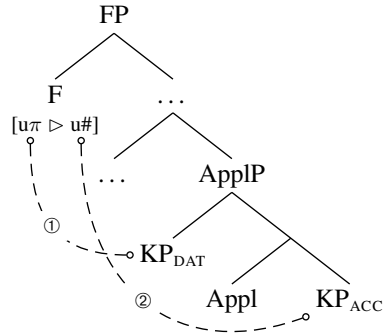 FP
F ...
[uπ ▷ u#]
... ApplP
①
KP_DAT
② Appl KP_ACC